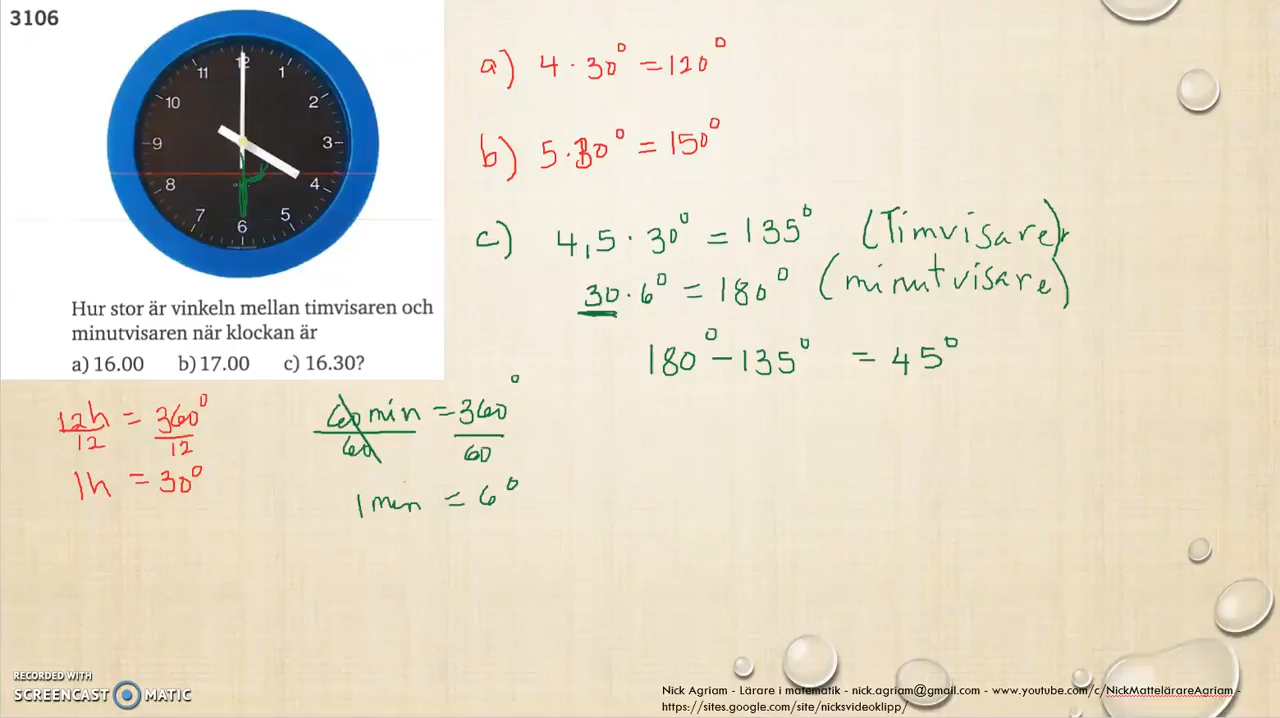 3106
12
11 1
10 2
9 3
8 4
7 5
6
Hur stor är vinkeln mellan timvisaren och
minutvisaren när klockan är
a) 16.00 b) 17.00 c) 16.30?
a) 4 · 30° = 120°
b) 5 · 30° = 150°
c) 4,5 · 30° = 135° (Timvisare)
30 · 6° = 180° (minutvisare)
180° - 135° = 45°
12h = 360°
12 12
1h = 30°
60 min = 360°
60 60
1 min = 6°
RECORDED WITH
SCREENCAST MATIC
Nick Agriam - Lärare i matematik - nick.agriam@gmail.com - www.youtube.com/c/NickMattelärareAgriam -
https://sites.google.com/site/nicksvideoklipp/